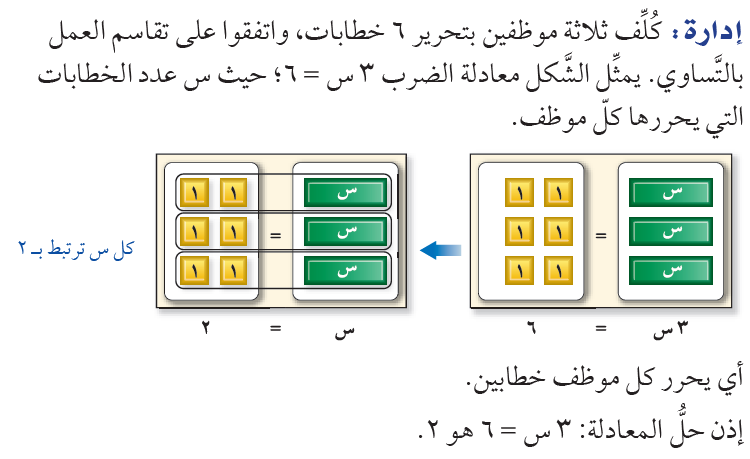 إدارة: كُلِّف ثلاثة موظفين بتحرير ٦ خطابات، واتفقوا على تقاسم العمل
بالتَّساوي. يمثِّل الشَّكل معادلة الضرب ٣ س = ٦؛ حيث س عدد الخطابات
التي يحررها كلّ موظف.
س = ١ ١
س = ١ ١
س = ١ ١
٣ س = ٦
س ١ ١
س = ١ ١
س ١ ١
س = ٢
كل س ترتبط بـ ٢
أي يحرر كل موظف خطابين.
إذن حلُّ المعادلة: ٣ س = ٦ هو ٢.